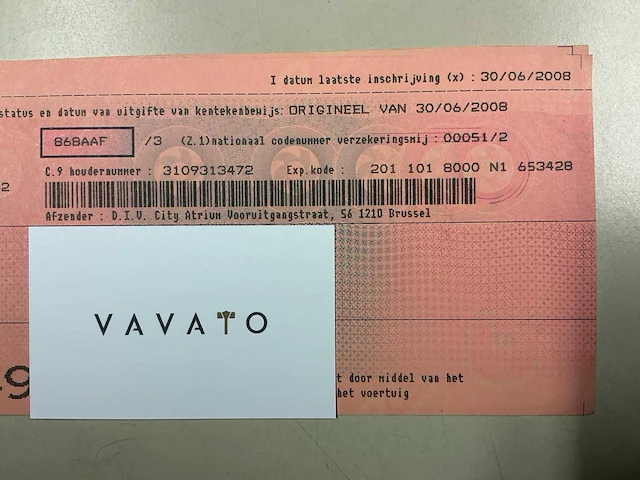 I datum laatste inschrijving (x) : 30/06/2008
status en datum van uitgifte van kentekenbewijs: ORIGINEEL VAN 30/06/2008
868AAF /3 (Z.1)nationaal codenummer verzekeringsmij : 00051/2
C.9 houdernummer : 3109313472 Exp.kode : 201 101 8000 N1 653428
2
Afzender : D.I.V. City Atrium Vooruitgangstraat, 56 1210 Brussel
VAVATO
9
t door middel van het
het voertuig